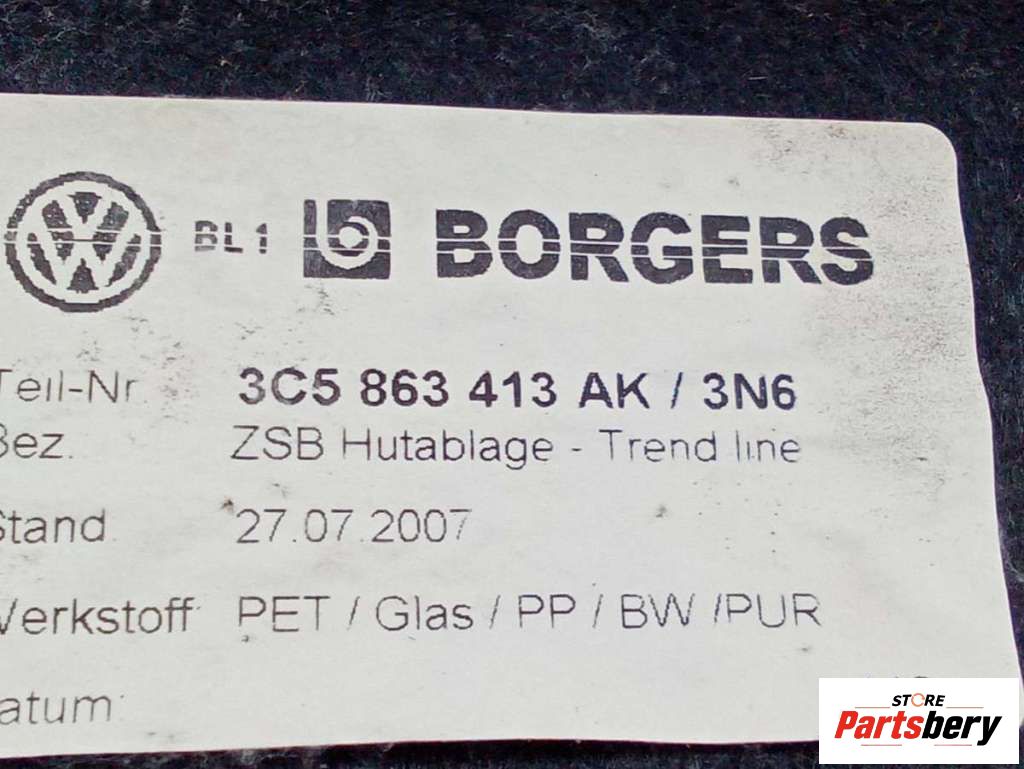 BL1 BORGERS
Teil-Nr. 3C5 863 413 AK / 3N6
Bez. ZSB Hutablage - Trend line
Stand 27.07.2007
Werkstoff PET / Glas / PP / BW /PUR
atum
STORE
Partsbery